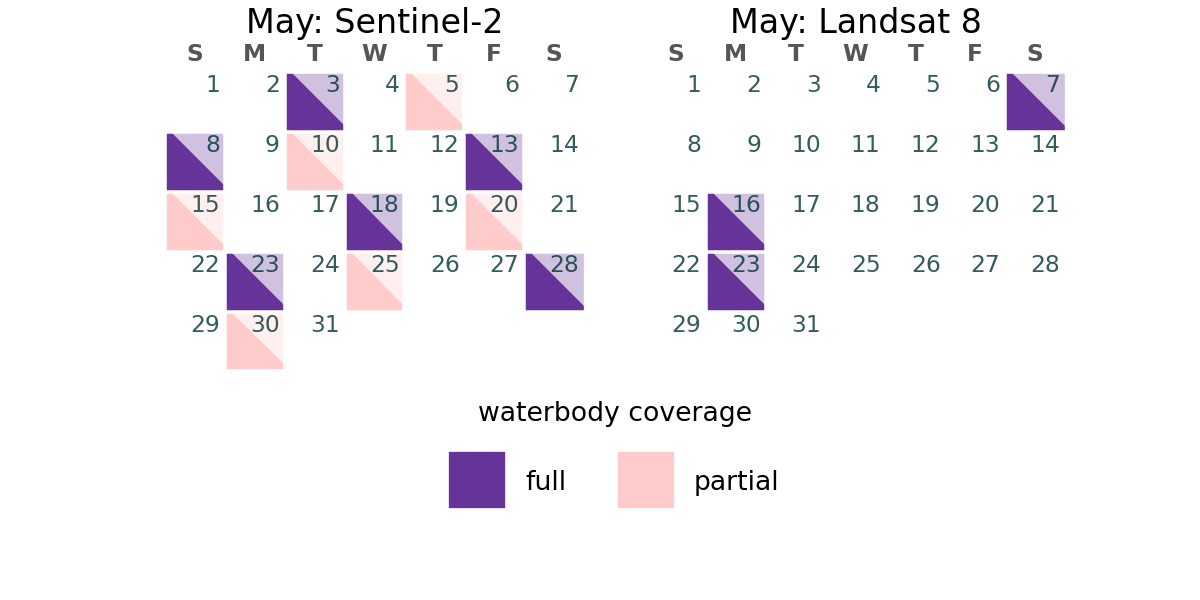 May: Sentinel-2
S M T W T F S
1 2 3 4 5 6 7
8 9 10 11 12 13 14
15 16 17 18 19 20 21
22 23 24 25 26 27 28
29 30 31
May: Landsat 8
S M T W T F S
1 2 3 4 5 6 7
8 9 10 11 12 13 14
15 16 17 18 19 20 21
22 23 24 25 26 27 28
29 30 31
waterbody coverage
full
partial